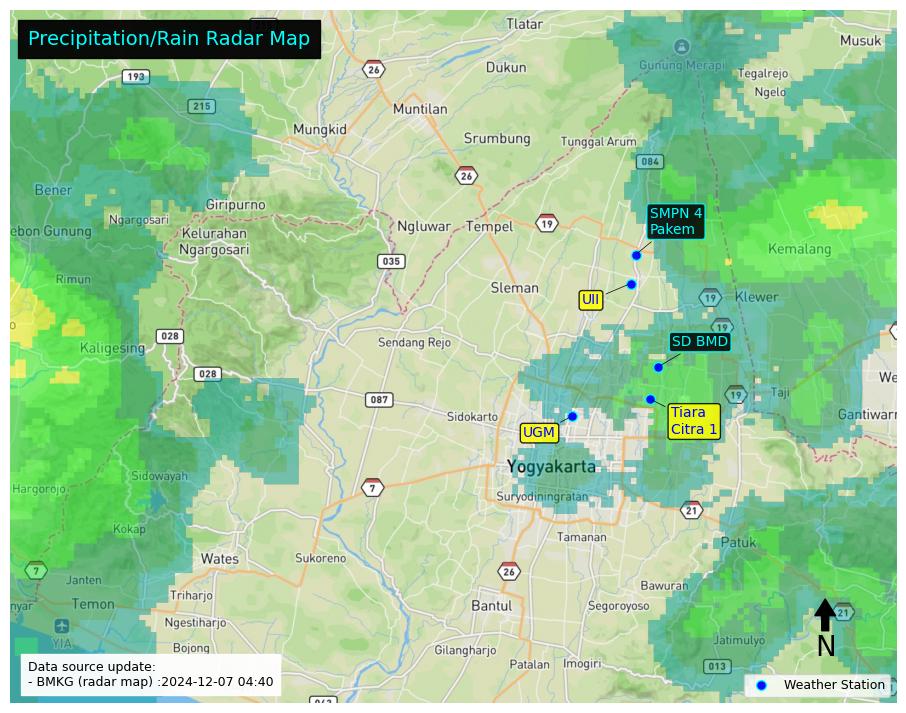 Precipitation/Rain Radar Map
Tlatar
Musuk
26
Gunung Merapi
Dukun
Tegalrejo
193
Ngelo
215
Muntilan
Mungkid
Srumbung
Tunggal Arum
084
26
Bener
Giripurno
SMPN 4
Pakem
Ngargosari
19
Ngluwar
Tempel
ebon Gunung
Kelurahan
Ngargosari
Kemalang
035
Rimun
Sleman
UII
19
Klewer
19
028
Sendang Rejo
SD BMD
Kaligesing
028
We
087
19
Taji
Sidokarto
Tiara
Citra 1
Gantiwarn
UGM
Yogyakarta
Sidowayah
Hargorojo
7
Suryodiningratan
21
Kokap
Tamanan
Patuk
Wates
Sukoreno
7
26
Janten
Bawuran
Triharjo
nyar
Temon
Bantul
Segoroyoso
21
Ngestiharjo
YIA
N
Jatimulyo
Bojong
Gilangharjo
Patalan
Imogiri
013
Data source update:
- BMKG (radar map) :2024-12-07 04:40
Weather Station